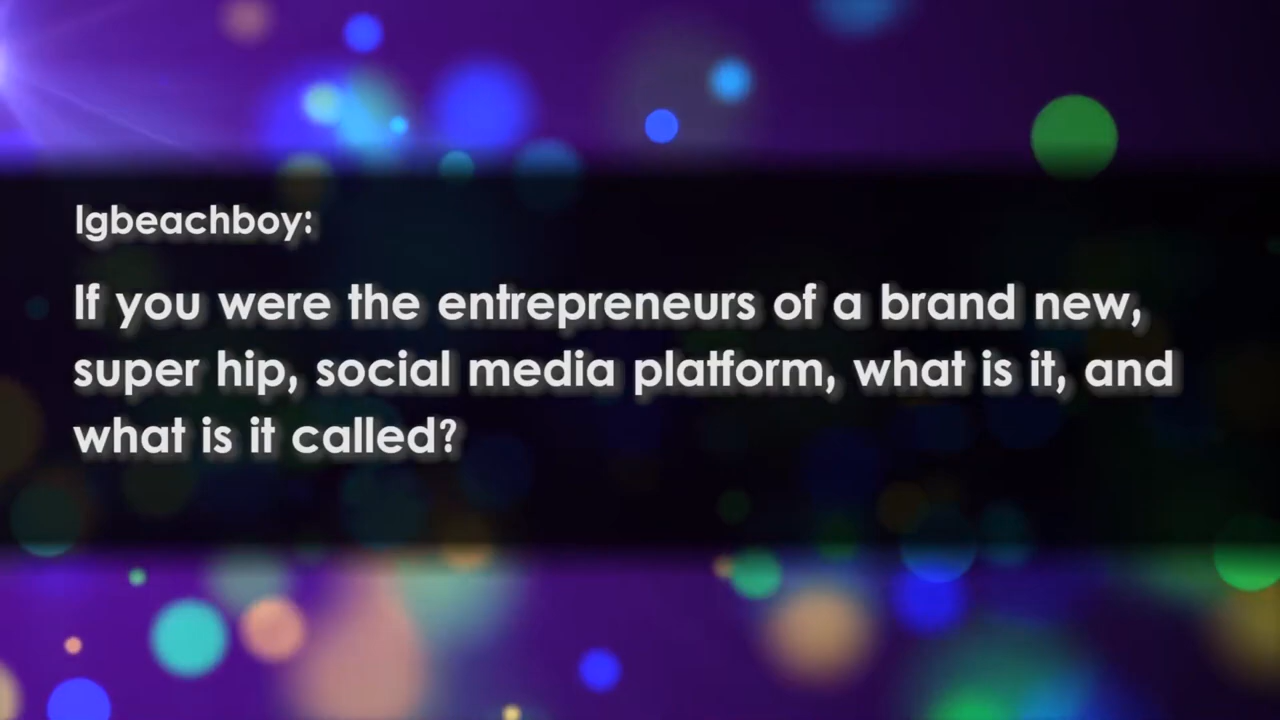 lgbeachboy:
If you were the entrepreneurs of a brand new,
super hip, social media platform, what is it, and
what is it called?